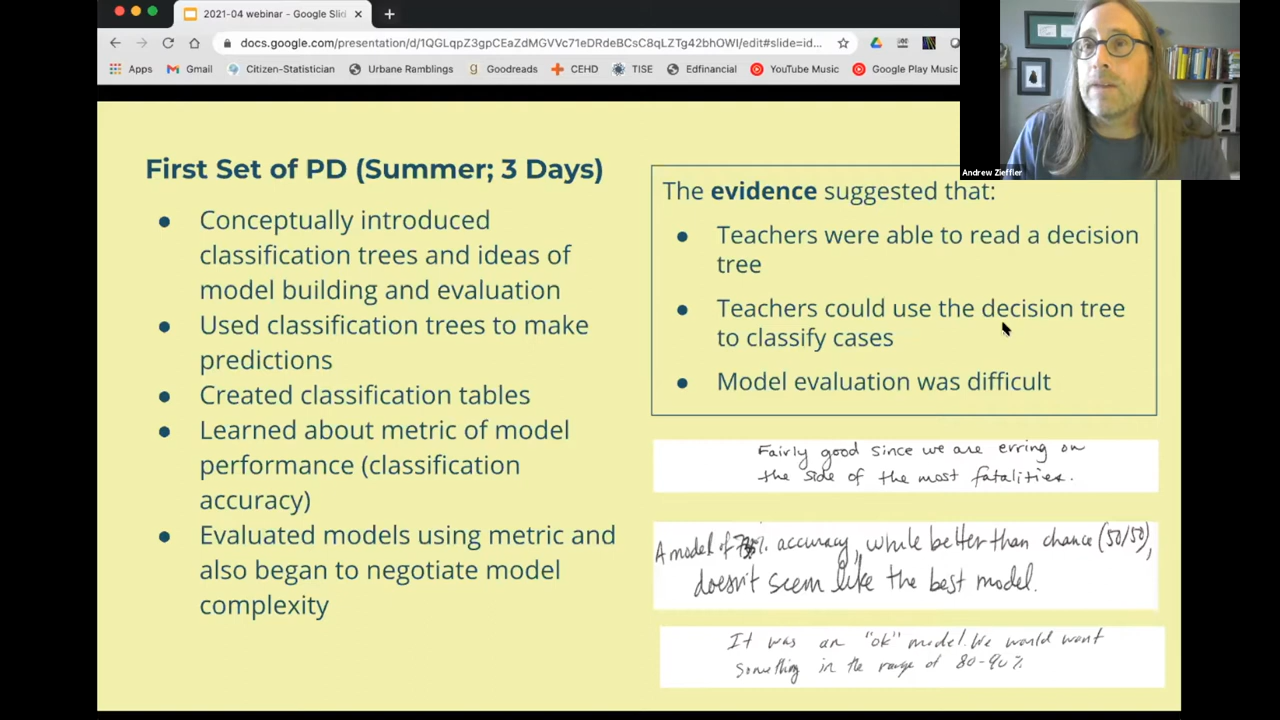 2021-04 webinar - Google Slid
docs.google.com/presentation/d/1QGLqpZ3gpCEaZdMGVVc71eDRdeBCsC8qLZTg42bhOWI/edit#slide=id...
Apps Gmail Citizen-Statistician Urbane Ramblings Goodreads CEHD TISE Edfinancial YouTube Music Google Play Music
Andrew Zieffler
First Set of PD (Summer; 3 Days)
● Conceptually introduced
classification trees and ideas of
model building and evaluation
● Used classification trees to make
predictions
● Created classification tables
● Learned about metric of model
performance (classification
accuracy)
● Evaluated models using metric and
also began to negotiate model
complexity
The evidence suggested that:
● Teachers were able to read a decision
tree
● Teachers could use the decision tree
to classify cases
● Model evaluation was difficult
Fairly good since we are erring on
the side of the most fatalities.
A model of accuracy, while better than chance (50/50),
doesn't seem like the best model.
It was an "ok" model. We would want
something in the range of 80-90%